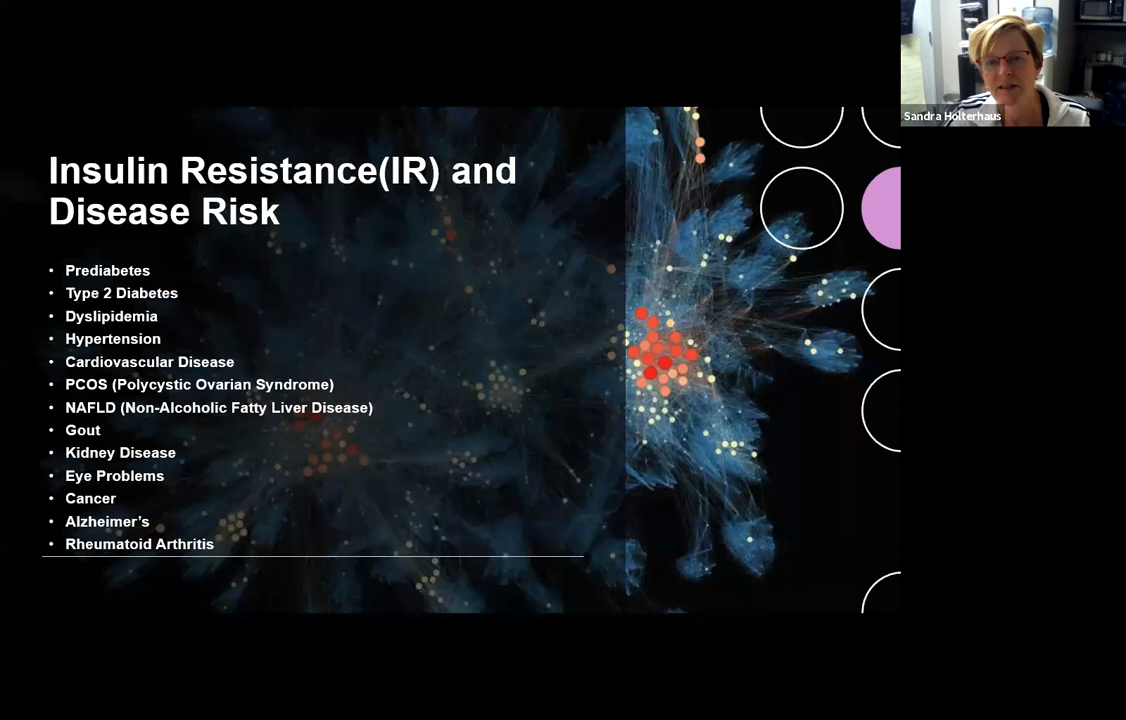 Insulin Resistance(IR) and
Disease Risk
• Prediabetes
• Type 2 Diabetes
• Dyslipidemia
• Hypertension
• Cardiovascular Disease
• PCOS (Polycystic Ovarian Syndrome)
• NAFLD (Non-Alcoholic Fatty Liver Disease)
• Gout
• Kidney Disease
• Eye Problems
• Cancer
• Alzheimer’s
• Rheumatoid Arthritis
Sandra Holterhaus